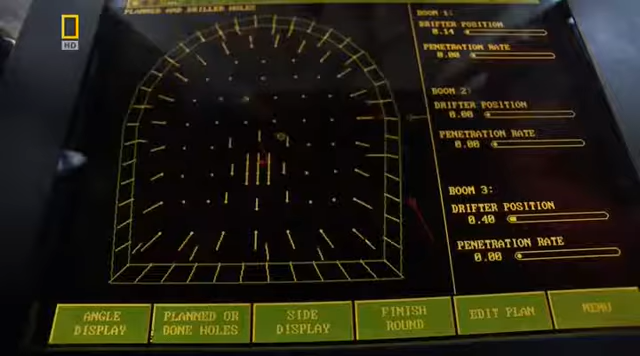 HD
PLANNED AND DRILLED HOLES
BOOM 1:
DRIFTER POSITION
0.14
PENETRATION RATE
0.00
BOOM 2:
DRIFTER POSITION
0.00
PENETRATION RATE
0.00
BOOM 3:
DRIFTER POSITION
0.40
PENETRATION RATE
0.00
ANGLE
DISPLAY
PLANNED OR
DONE HOLES
SIDE
DISPLAY
FINISH
ROUND
EDIT PLAN
MENU